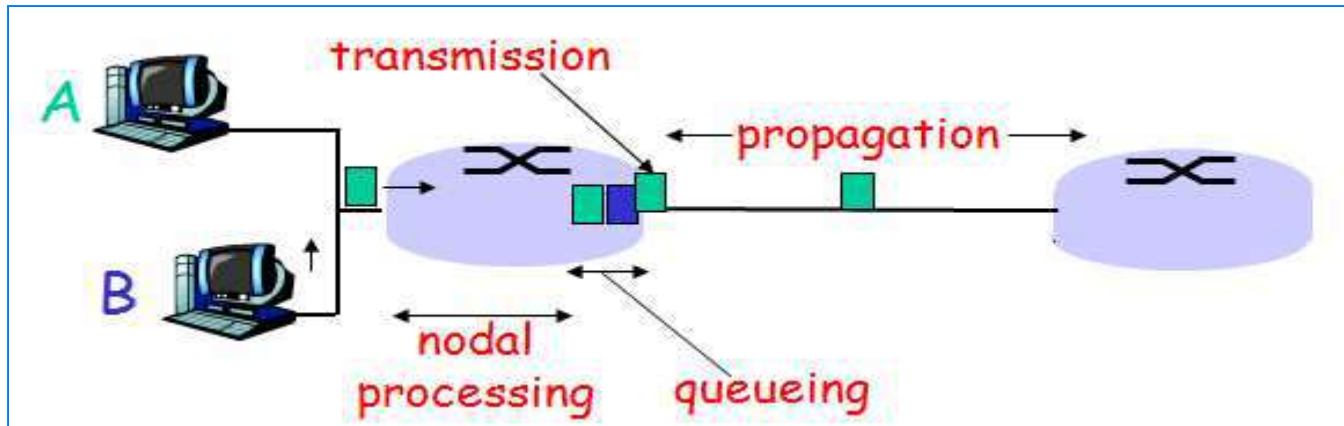 transmission
A
propagation
B
nodal
processing
queueing